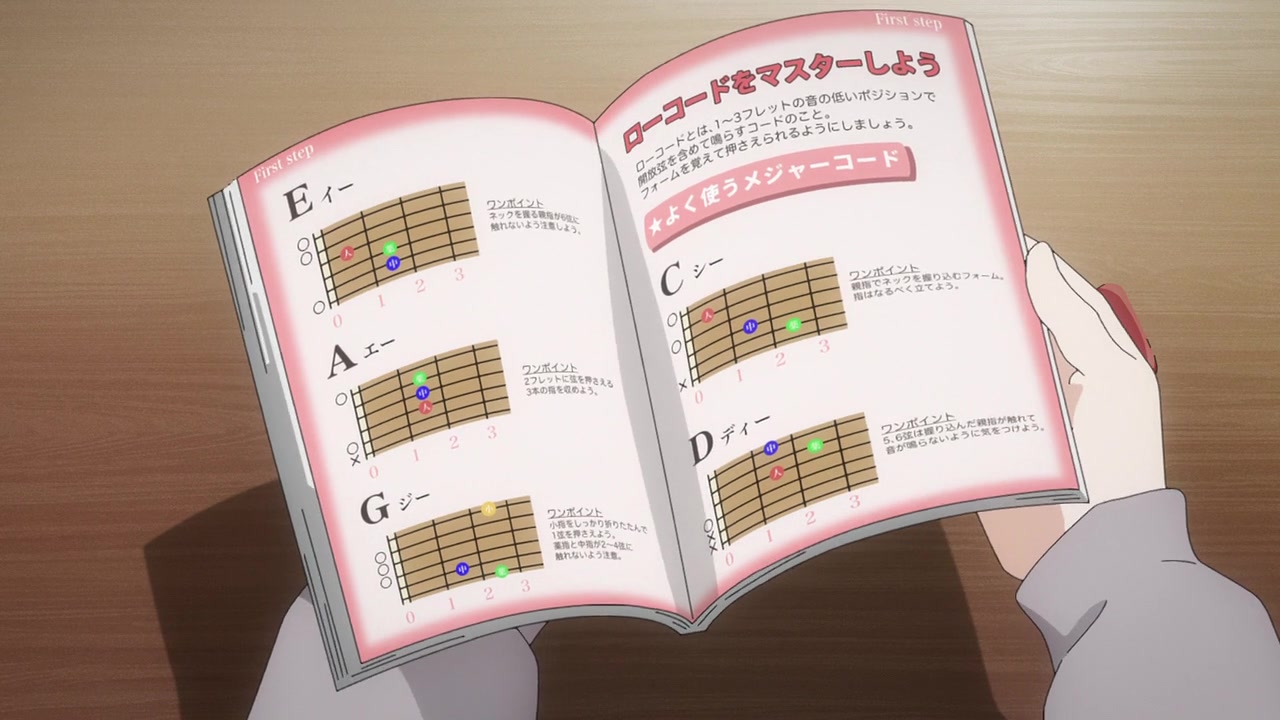 First step
E イー
人
薬
中
0 1 2 3
ワンポイント
ネックを握る親指が6弦に
触れないよう注意しよう。
A エー
薬
中
人
0 1 2 3
ワンポイント
2フレットに弦を押さえる
3本の指を収めよう。
G ジー
小
中
薬
0 1 2 3
ワンポイント
小指をしっかり折りたたんで
1弦を押さえよう。
薬指と中指が2〜4弦に
触れないよう注意。
First step
ローコードをマスターしよう
ローコードとは、1〜3フレットの音の低いポジションで
開放弦を含めて鳴らすコードのこと。
フォームを覚えて押さえられるようにしましょう。
★よく使うメジャーコード
C シー
人
中
薬
0 1 2 3
ワンポイント
親指でネックを握り込むフォーム。
指はなるべく立てよう。
D ディー
中
薬
人
0 1 2 3
ワンポイント
5、6弦は握り込んだ親指が触れて
音が鳴らないように気をつけよう。